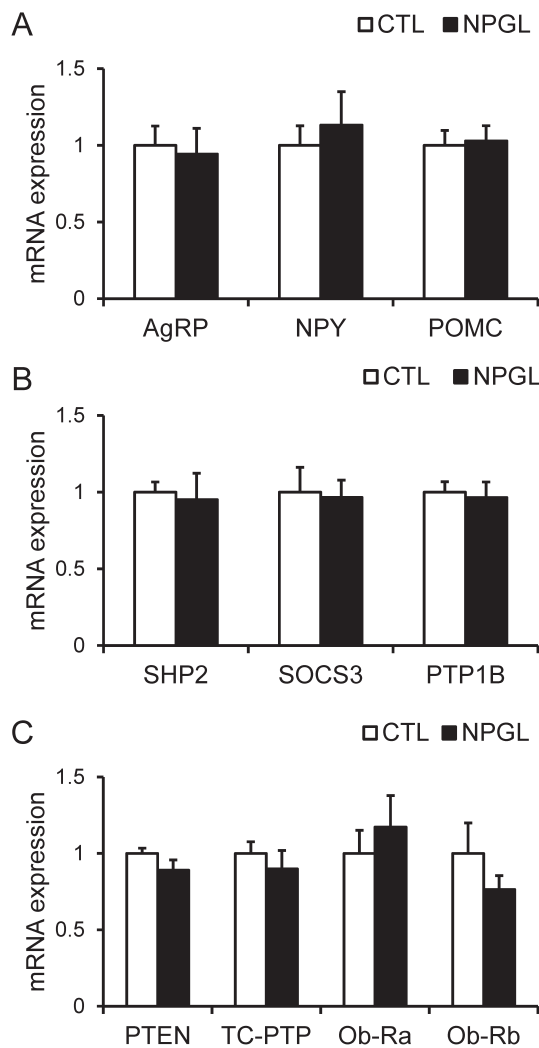 A
CTL NPGL
mRNA expression
1.5
1
0.5
0
AgRP NPY POMC
B
CTL NPGL
mRNA expression
1.5
1
0.5
0
SHP2 SOCS3 PTP1B
C
CTL NPGL
mRNA expression
1.5
1
0.5
0
PTEN TC-PTP Ob-Ra Ob-Rb